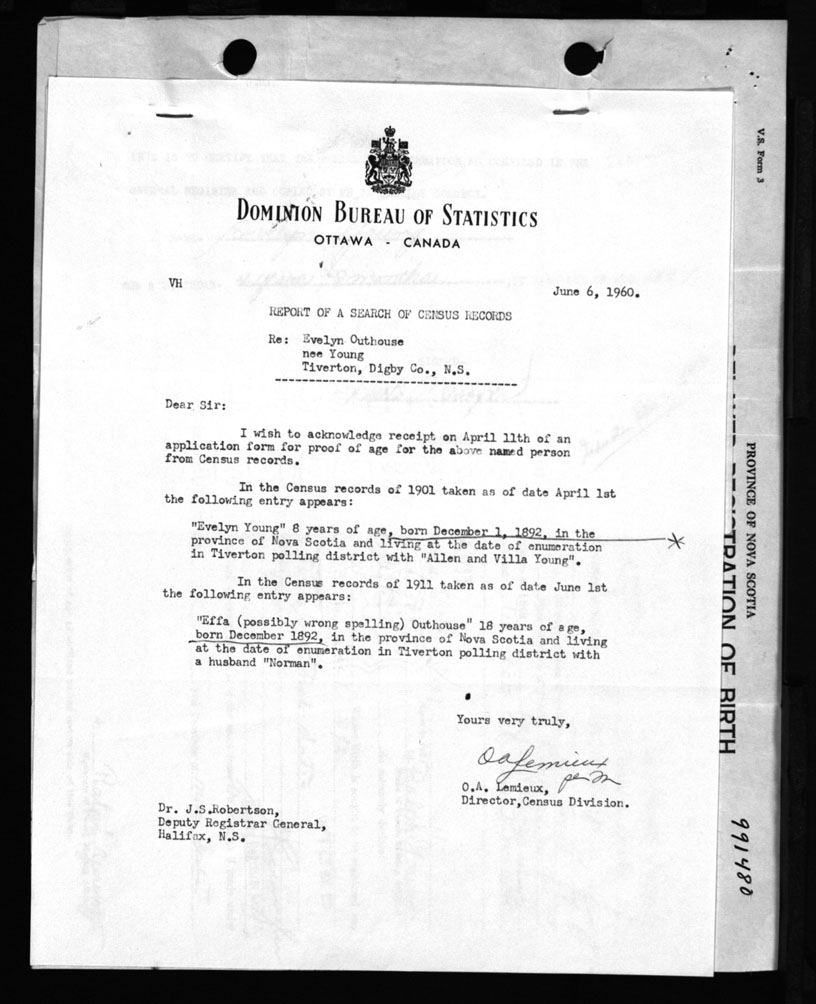 DOMINION BUREAU OF STATISTICS
OTTAWA - CANADA
VH
June 6, 1960.
REPORT OF A SEARCH OF CENSUS RECORDS
Re: Evelyn Outhouse
nee Young
Tiverton, Digby Co., N.S.
Dear Sir:
I wish to acknowledge receipt on April 11th of an
application form for proof of age for the above named person
from Census records.
In the Census records of 1901 taken as of date April 1st
the following entry appears:
"Evelyn Young" 8 years of age, born December 1, 1892, in the
province of Nova Scotia and living at the date of enumeration
in Tiverton polling district with "Allen and Villa Young".
In the Census records of 1911 taken as of date June 1st
the following entry appears:
"Effa (possibly wrong spelling) Outhouse" 18 years of age,
born December 1892, in the province of Nova Scotia and living
at the date of enumeration in Tiverton polling district with
a husband "Norman".
Yours very truly,
OALemieux
per M
O.A. Lemieux,
Director,Census Division.
Dr. J.S.Robertson,
Deputy Registrar General,
Halifax, N.S.
V.S. Form 3
PROVINCE OF NOVA SCOTIA
REGISTRATION OF BIRTH
991480